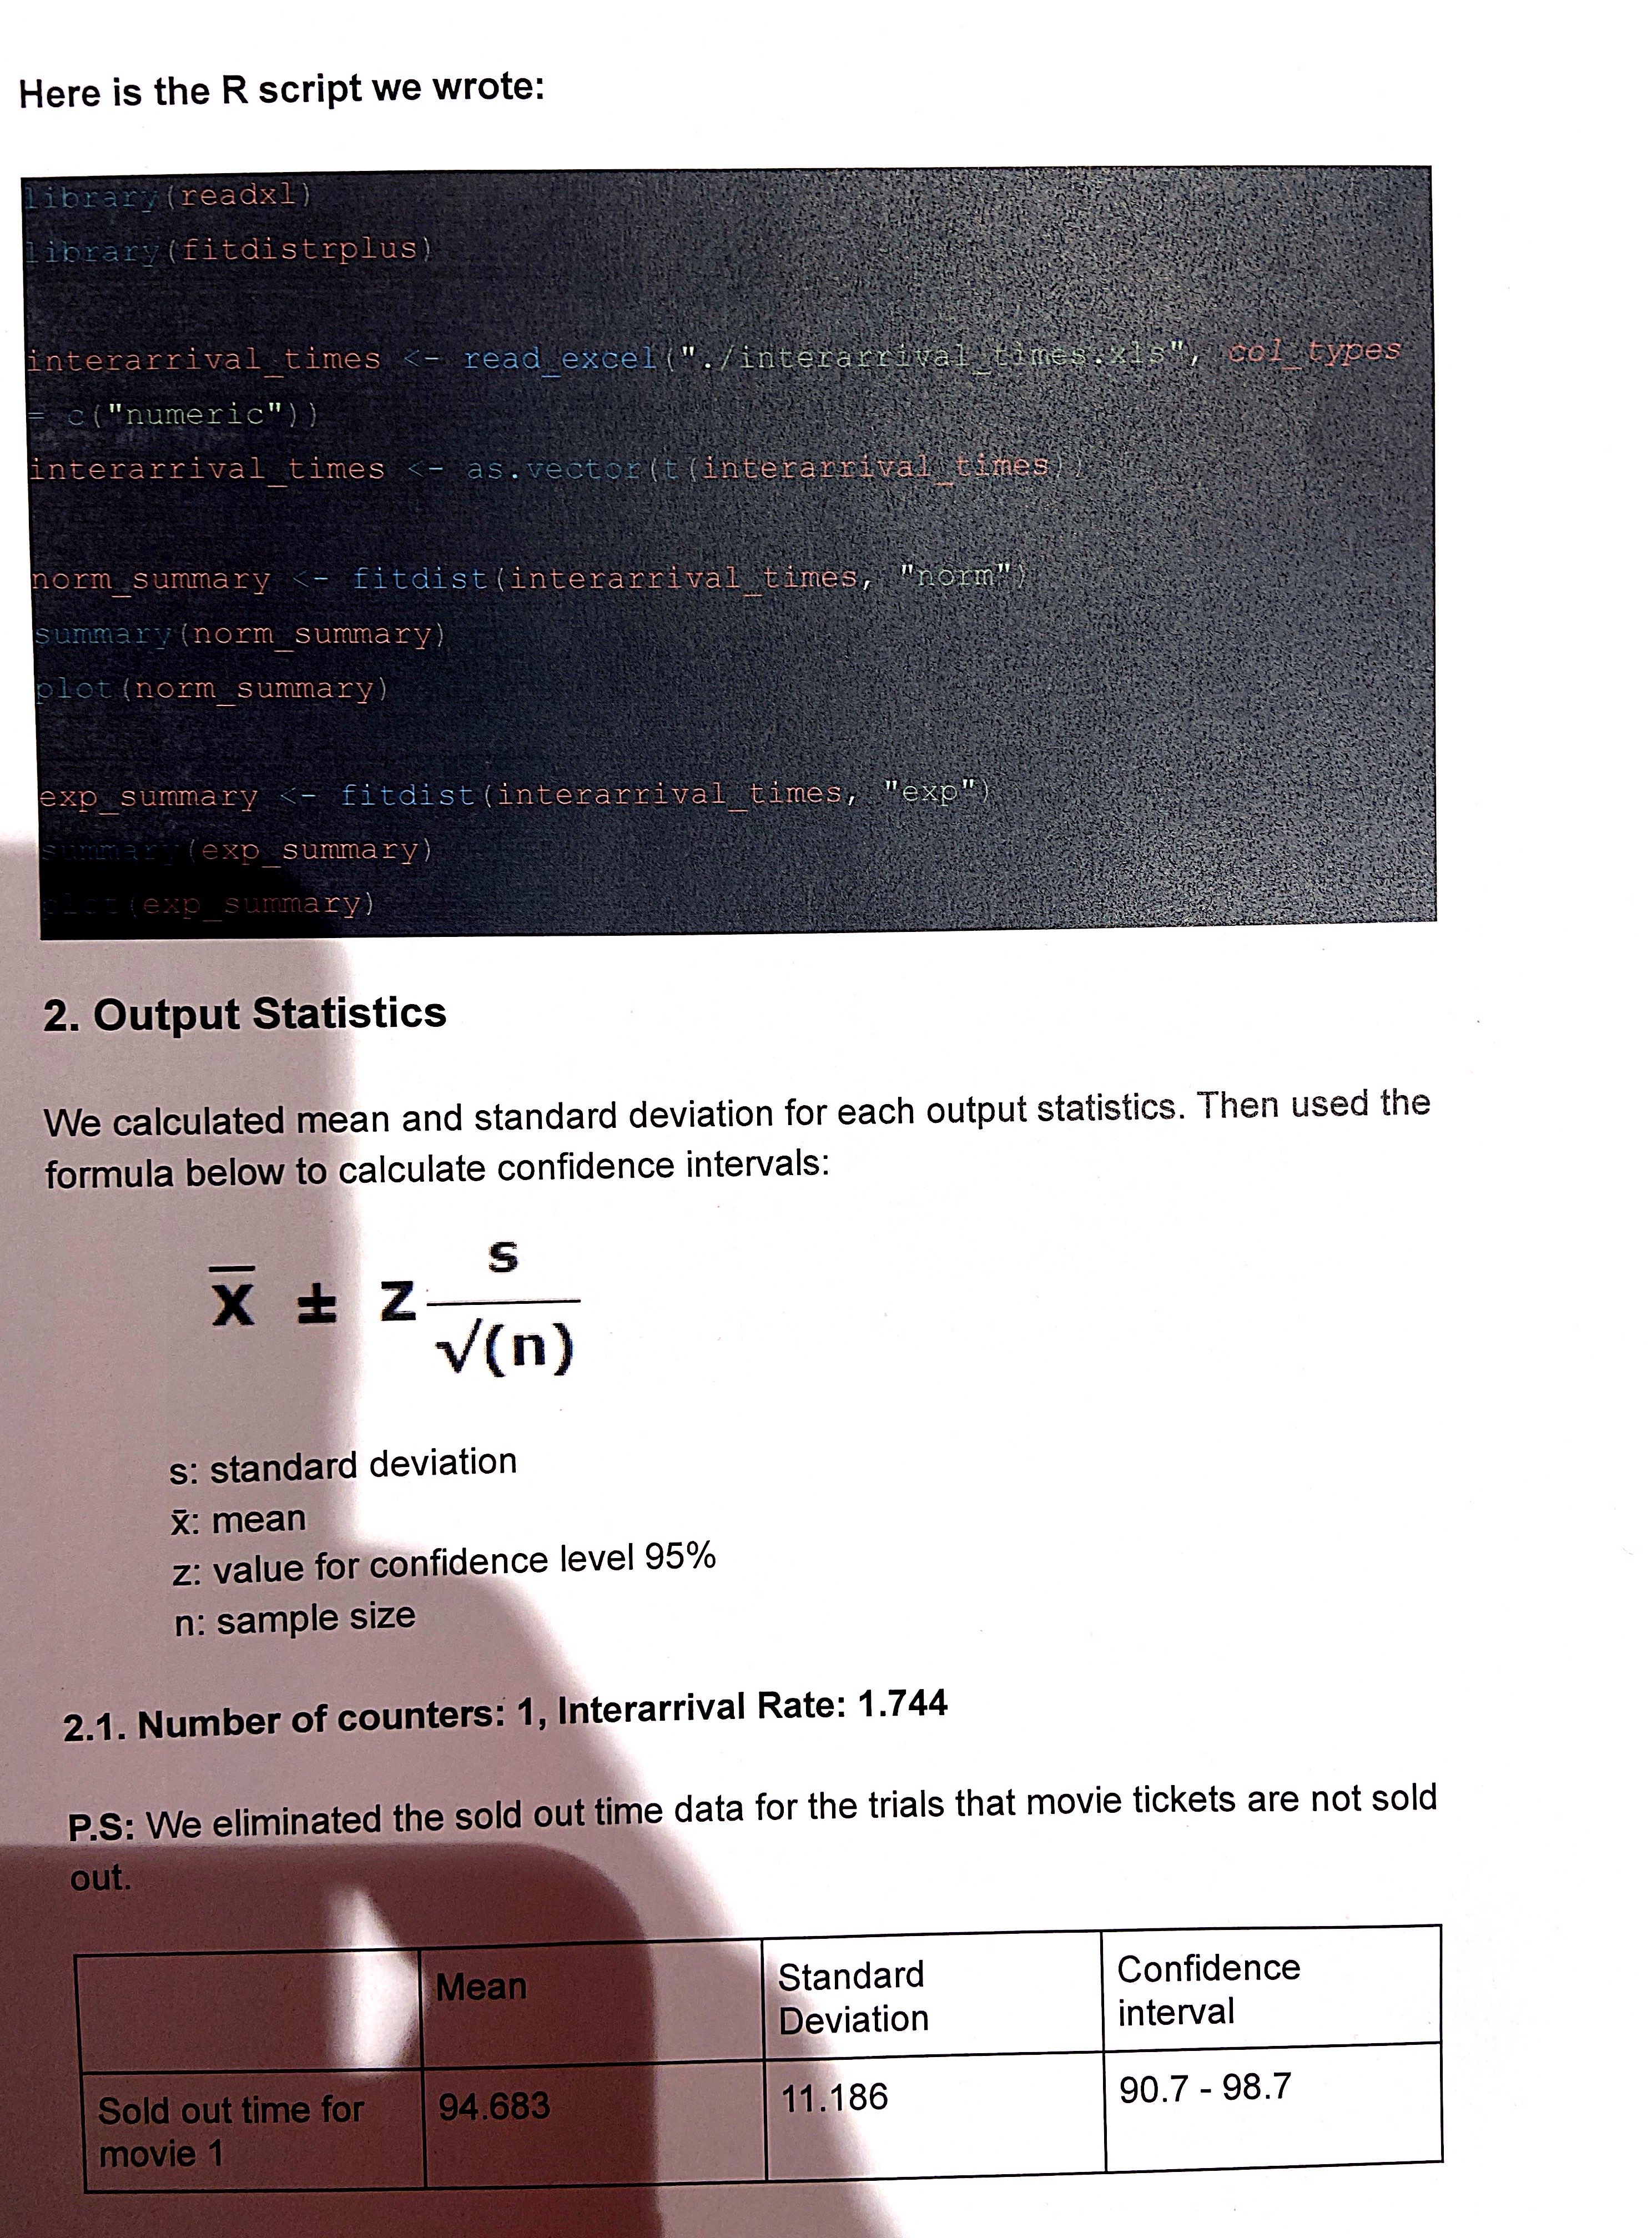 Here is the R script we wrote:
library(readxl)
library(fitdistrplus)
interarrival_times <- read_excel("./interarrival_times.xls", col_types
= c("numeric"))
interarrival_times <- as.vector(t(interarrival_times))
norm_summary <- fitdist(interarrival_times, "norm")
summary(norm_summary)
plot(norm_summary)
exp_summary <- fitdist(interarrival_times, "exp")
summary(exp_summary)
plot(exp_summary)
2. Output Statistics
We calculated mean and standard deviation for each output statistics. Then used the
formula below to calculate confidence intervals:
x̅ ± z s
√(n)
s: standard deviation
x̄: mean
z: value for confidence level 95%
n: sample size
2.1. Number of counters: 1, Interarrival Rate: 1.744
P.S: We eliminated the sold out time data for the trials that movie tickets are not sold
out.
Mean Standard Deviation Confidence interval
Sold out time for movie 1 94.683 11.186 90.7 - 98.7